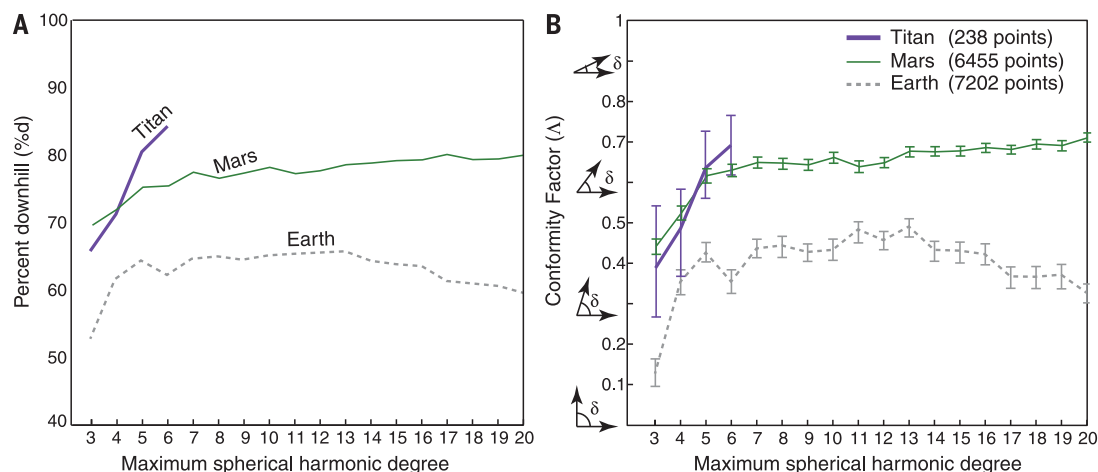 A
Percent downhill (%d)
100
90
80
70
60
50
40
Titan
Mars
Earth
3 4 5 6 7 8 9 10 11 12 13 14 15 16 17 18 19 20
Maximum spherical harmonic degree
B
Conformity Factor (Λ)
1
0.8
0.7
0.5
0.4
0.2
0.1
δ
δ
δ
δ
Titan (238 points)
Mars (6455 points)
Earth (7202 points)
3 4 5 6 7 8 9 10 11 12 13 14 15 16 17 18 19 20
Maximum spherical harmonic degree